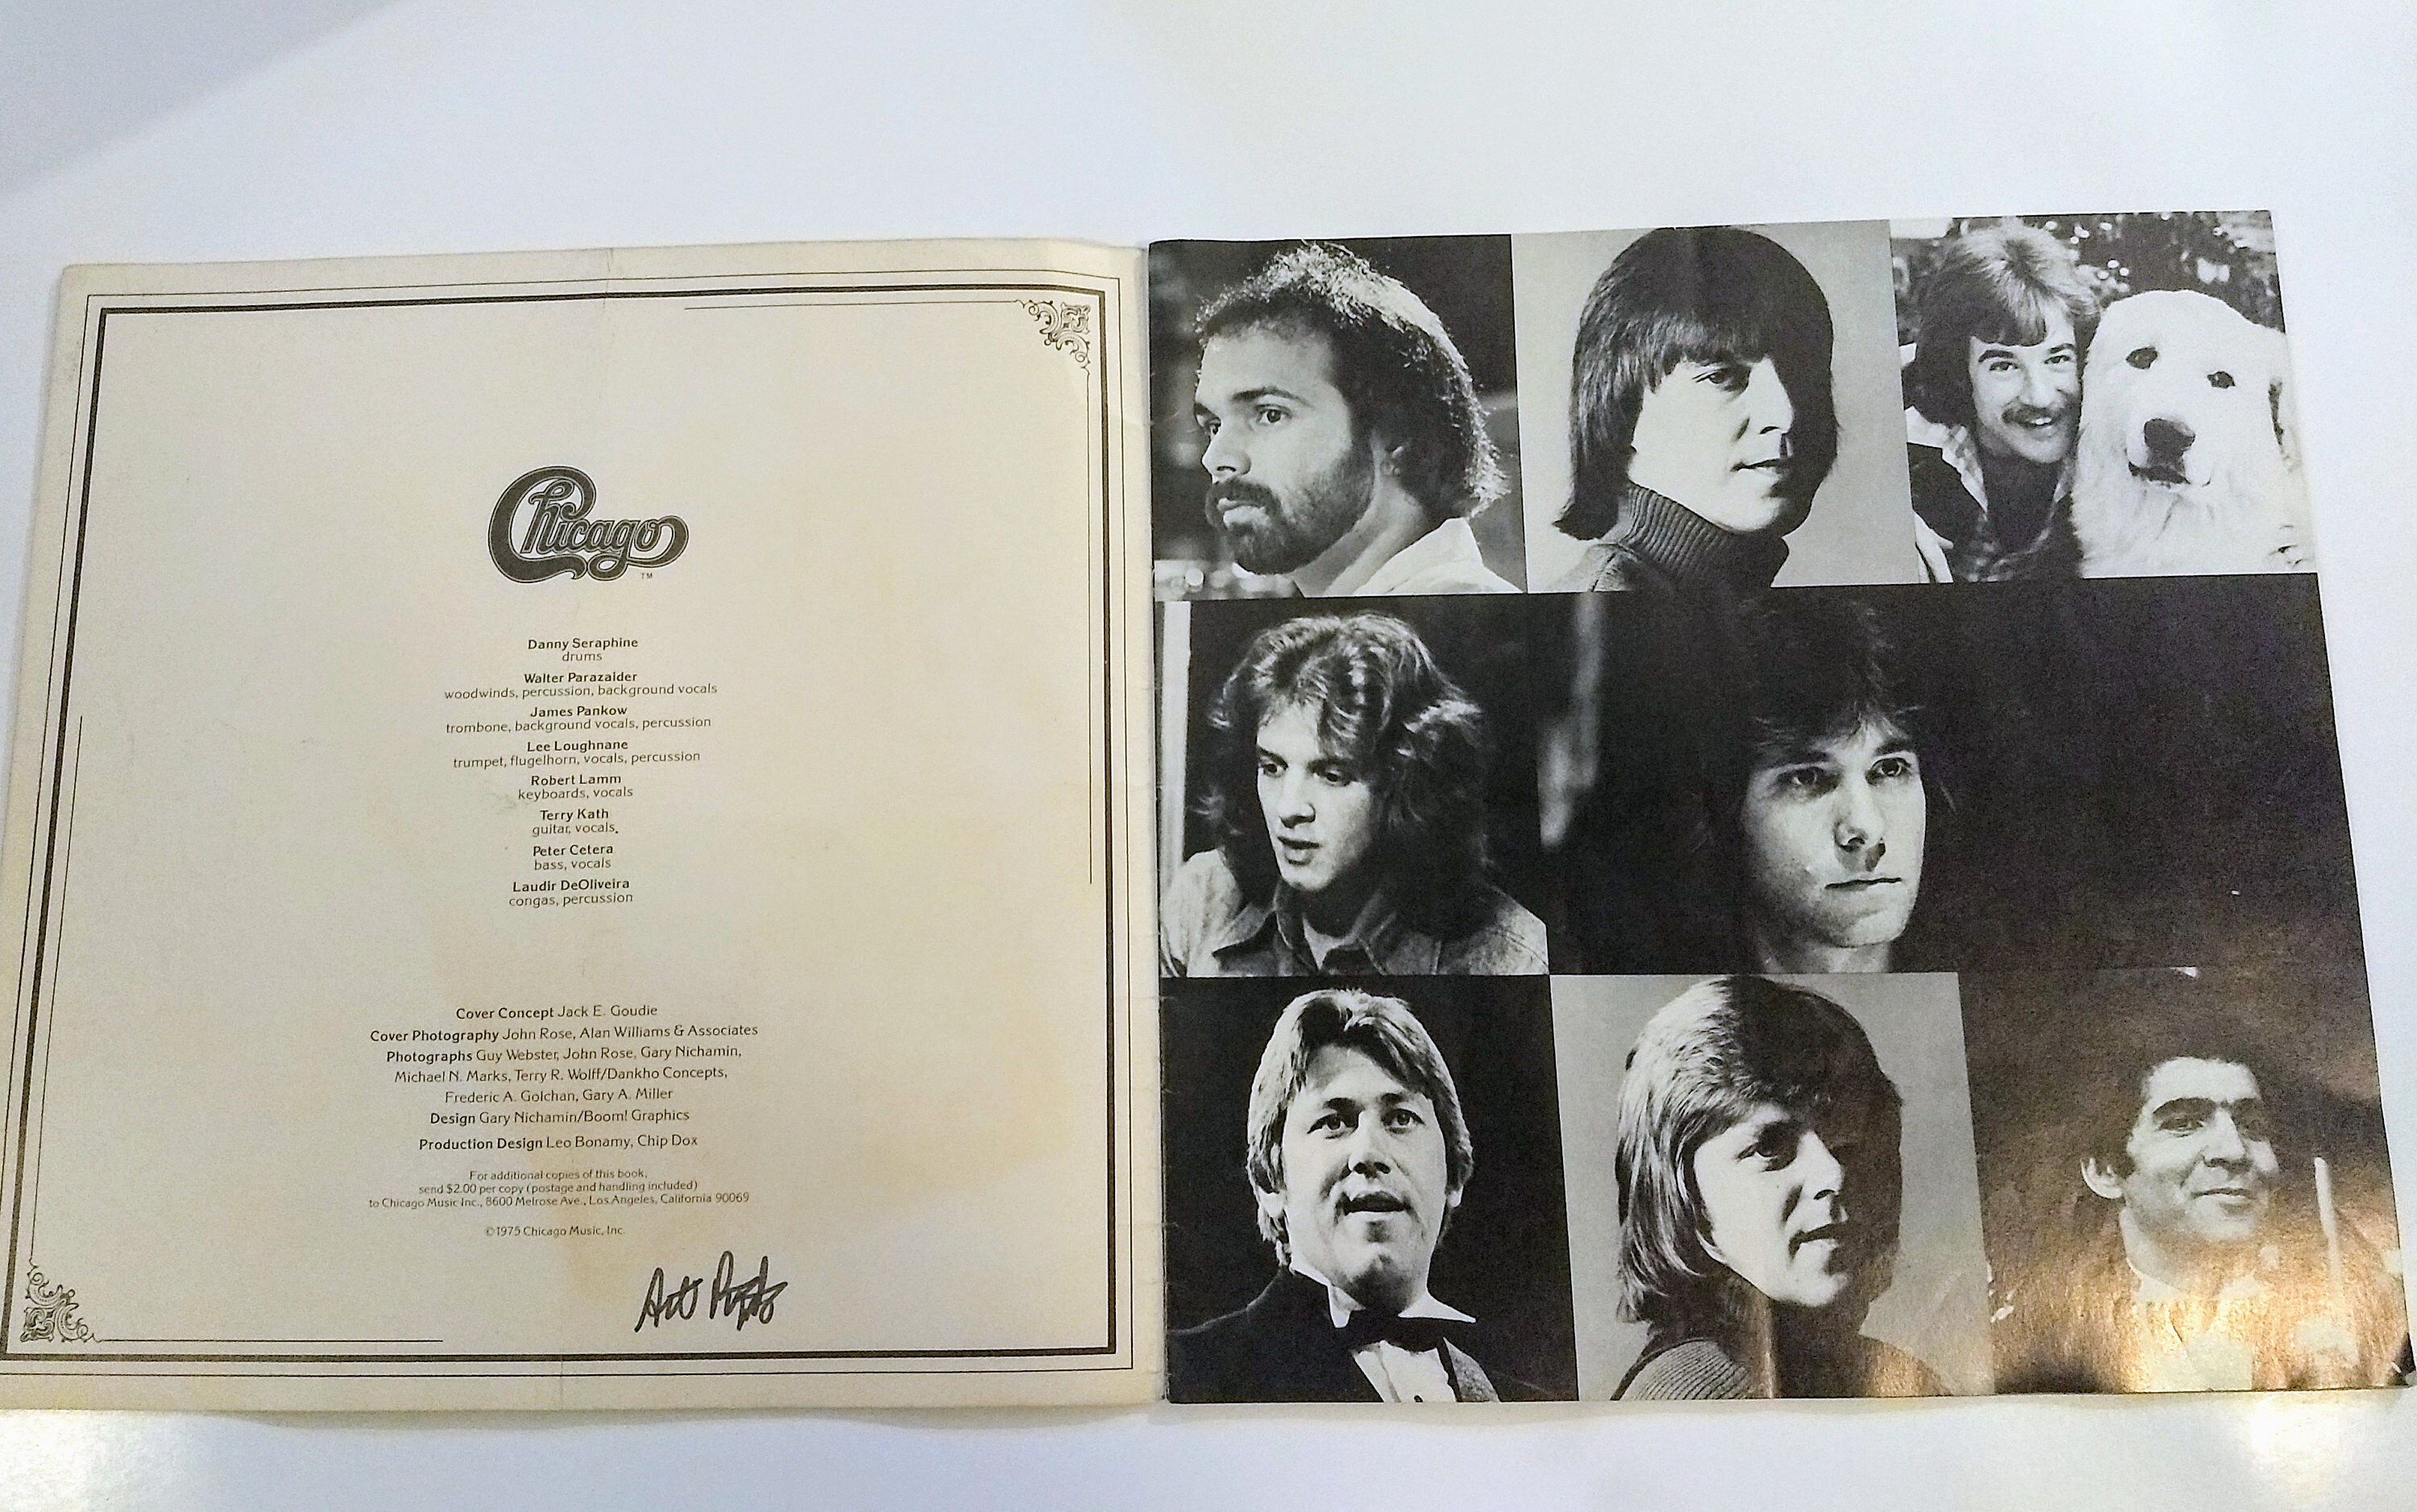 Chicago
TM
Danny Seraphine
drums
Walter Parazaider
woodwinds, percussion, background vocals
James Pankow
trombone, background vocals, percussion
Lee Loughnane
trumpet, flugelhorn, vocals, percussion
Robert Lamm
keyboards, vocals
Terry Kath
guitar, vocals.
Peter Cetera
bass, vocals
Laudir DeOliveira
congas, percussion
Cover Concept Jack E. Goudie
Cover Photography John Rose, Alan Williams & Associates
Photographs Guy Webster, John Rose, Gary Nichamin,
Michael N. Marks, Terry R. Wolff/Dankho Concepts,
Frederic A. Golchan, Gary A. Miller
Design Gary Nichamin/Boom! Graphics
Production Design Leo Bonamy, Chip Dox
For additional copies of this book,
send $2.00 per copy (postage and handling included)
to Chicago Music Inc., 8600 Melrose Ave., Los Angeles, California 90069
©1975 Chicago Music, Inc.
Art